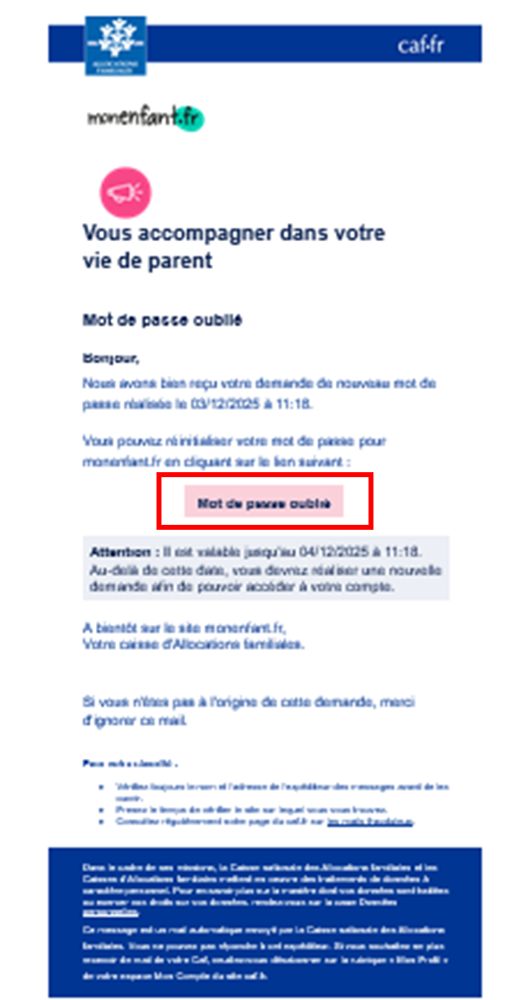 ALLOCATIONS
FAMILIALES
caf.fr
monenfant.fr
Vous accompagner dans votre
vie de parent
Mot de passe oublié
Bonjour,
Nous avons bien reçu votre demande de nouveau mot de
passe réalisée le 03/12/2025 à 11:18.
Vous pouvez réinitialiser votre mot de passe pour
monenfant.fr en cliquant sur le lien suivant :
Mot de passe oublié
Attention : Il est valable jusqu'au 04/12/2025 à 11:18.
Au-delà de cette date, vous devrez réaliser une nouvelle
demande afin de pouvoir accéder à votre compte.
A bientôt sur le site monenfant.fr,
Votre caisse d'Allocations familiales.
Si vous n'êtes pas à l'origine de cette demande, merci
d'ignorer ce mail.
Pour votre sécurité :
Vérifiez toujours le nom et l'adresse de l'expéditeur des messages avant de les
ouvrir.
Prenez le temps de vérifier le site sur lequel vous vous trouvez.
Consultez régulièrement notre page du caf.fr sur les mails frauduleux.
Dans le cadre de ses missions, la Caisse nationale des Allocations familiales et les
Caisses d'Allocations familiales mettent en œuvre des traitements de données à
caractère personnel. Pour en savoir plus sur la manière dont vos données sont traitées
ou exercer vos droits sur vos données, rendez-vous sur la page Données
personnelles.
Ce message est un mail automatique envoyé par la Caisse nationale des Allocations
familiales. Vous ne pouvez pas répondre à cet expéditeur. Si vous souhaitez ne plus
recevoir de mail de votre Caf, veuillez vous désabonner sur la rubrique « Mon Profil »
de votre espace Mon Compte du site caf.fr.